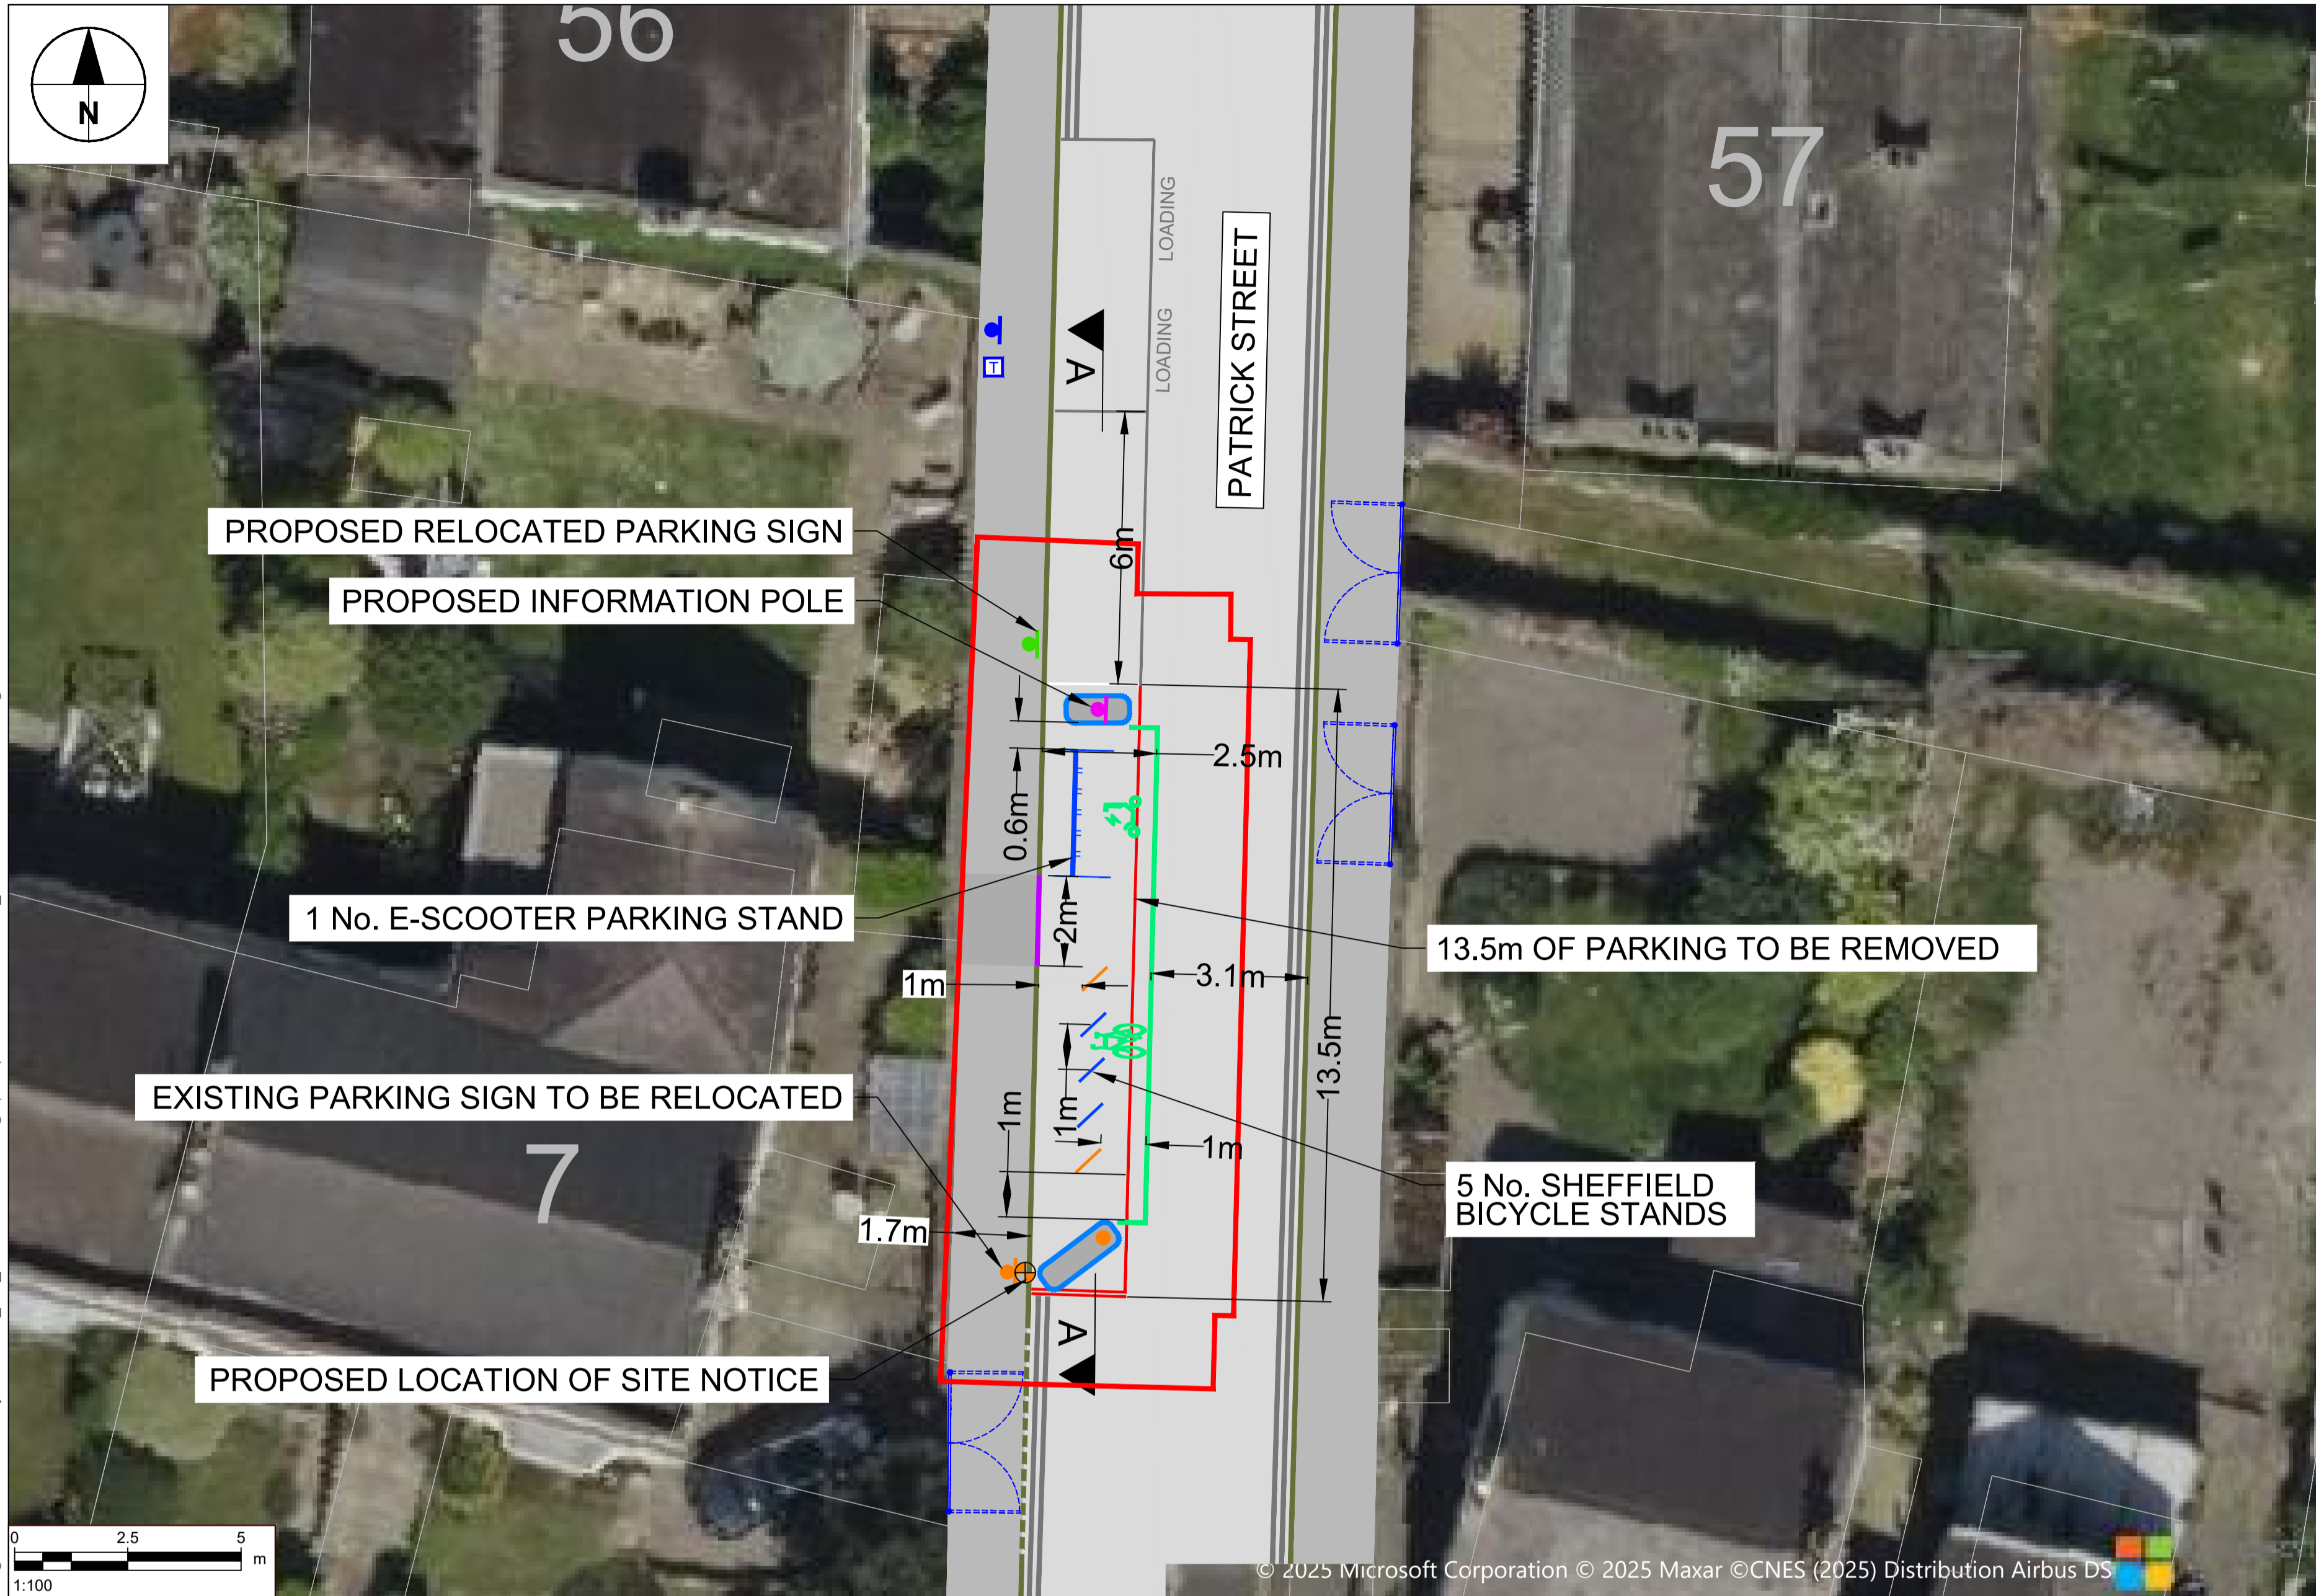 56
N
57
LOADING
LOADING
PATRICK STREET
A
T
PROPOSED RELOCATED PARKING SIGN
6m
PROPOSED INFORMATION POLE
2.5m
0.6m
1 No. E-SCOOTER PARKING STAND
2m
13.5m OF PARKING TO BE REMOVED
1m
3.1m
13.5m
EXISTING PARKING SIGN TO BE RELOCATED
1m
1m
1m
7
5 No. SHEFFIELD
BICYCLE STANDS
1.7m
A
PROPOSED LOCATION OF SITE NOTICE
0 2.5 5
m
1:100
© 2025 Microsoft Corporation © 2025 Maxar ©CNES (2025) Distribution Airbus DS